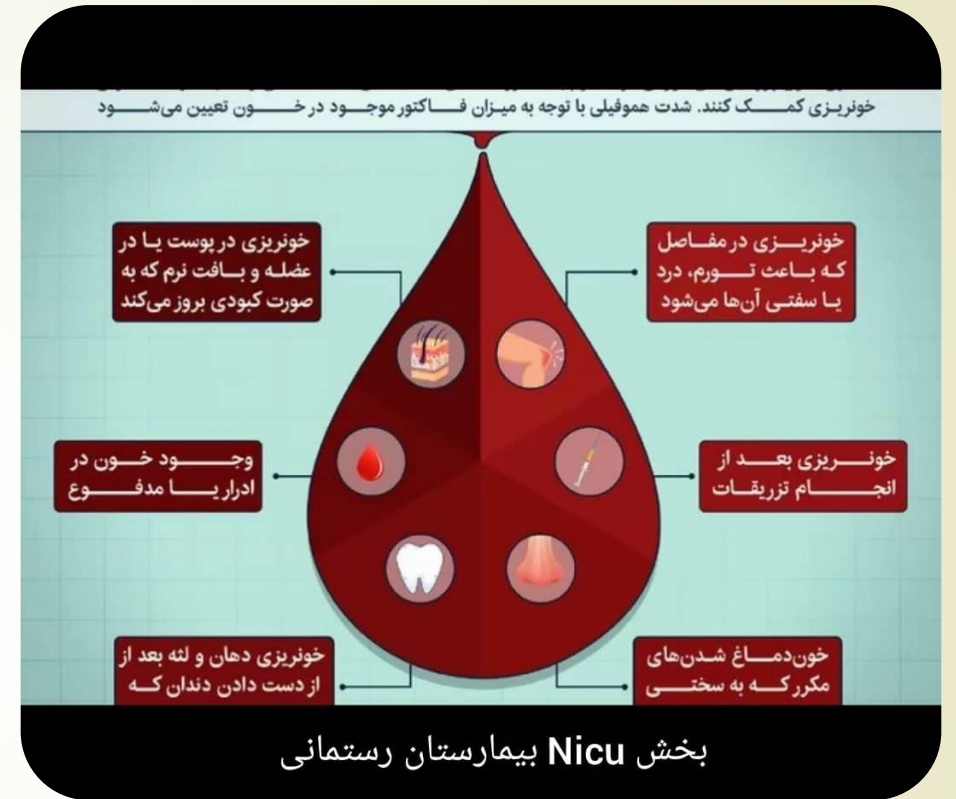 خونریزی کمک کنند. شدت هموفیلی با توجه به میزان فاکتور موجود در خون تعیین می‌شود
خونریزی در مفاصل
که باعث تورم، درد
یا سفتی آن‌ها می‌شود
خونریزی در پوست یا در
عضله و بافت نرم که به
صورت کبودی بروز می‌کند
خونریزی بعد از
انجام تزریقات
وجود خون در
ادرار یا مدفوع
خون‌دماغ شدن‌های
مکرر که به سختی
خونریزی دهان و لثه بعد از
از دست دادن دندان که
بخش Nicu بیمارستان رستمانی